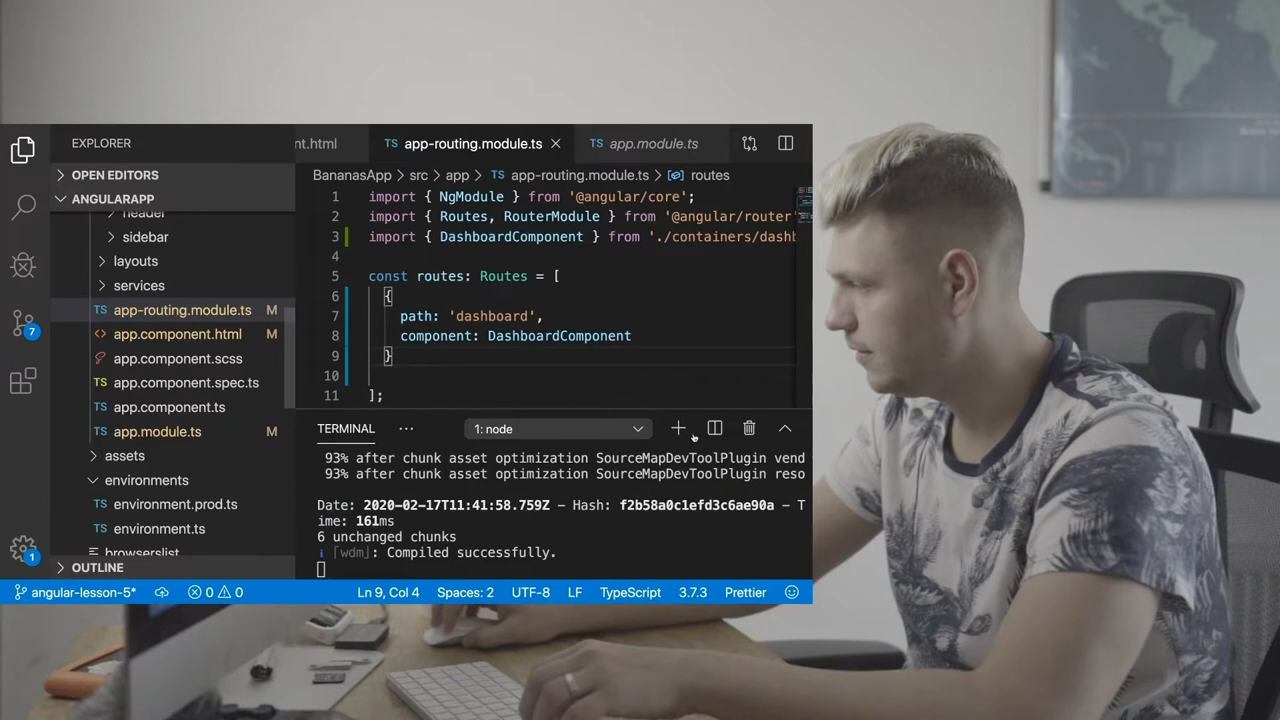 EXPLORER
OPEN EDITORS
ANGULARAPP
header
sidebar
layouts
services
TS app-routing.module.ts M
<> app.component.html M
app.component.scss
TS app.component.spec.ts
TS app.component.ts
TS app.module.ts M
assets
environments
TS environment.prod.ts
TS environment.ts
browserslist
OUTLINE
7
1
nt.html
TS app-routing.module.ts
TS app.module.ts
BananasApp > src > app > TS app-routing.module.ts > routes
1 import { NgModule } from '@angular/core';
2 import { Routes, RouterModule } from '@angular/router'
3 import { DashboardComponent } from './containers/dashb
4
5 const routes: Routes = [
6 {
7 path: 'dashboard',
8 component: DashboardComponent
9 }
10
11 ];
TERMINAL ... 1: node
93% after chunk asset optimization SourceMapDevToolPlugin vend
93% after chunk asset optimization SourceMapDevToolPlugin reso
Date: 2020-02-17T11:41:58.759Z - Hash: f2b58a0c1efd3c6ae90a - T
ime: 161ms
6 unchanged chunks
i ｢wdm｣: Compiled successfully.
angular-lesson-5* 0 0 Ln 9, Col 4 Spaces: 2 UTF-8 LF TypeScript 3.7.3 Prettier